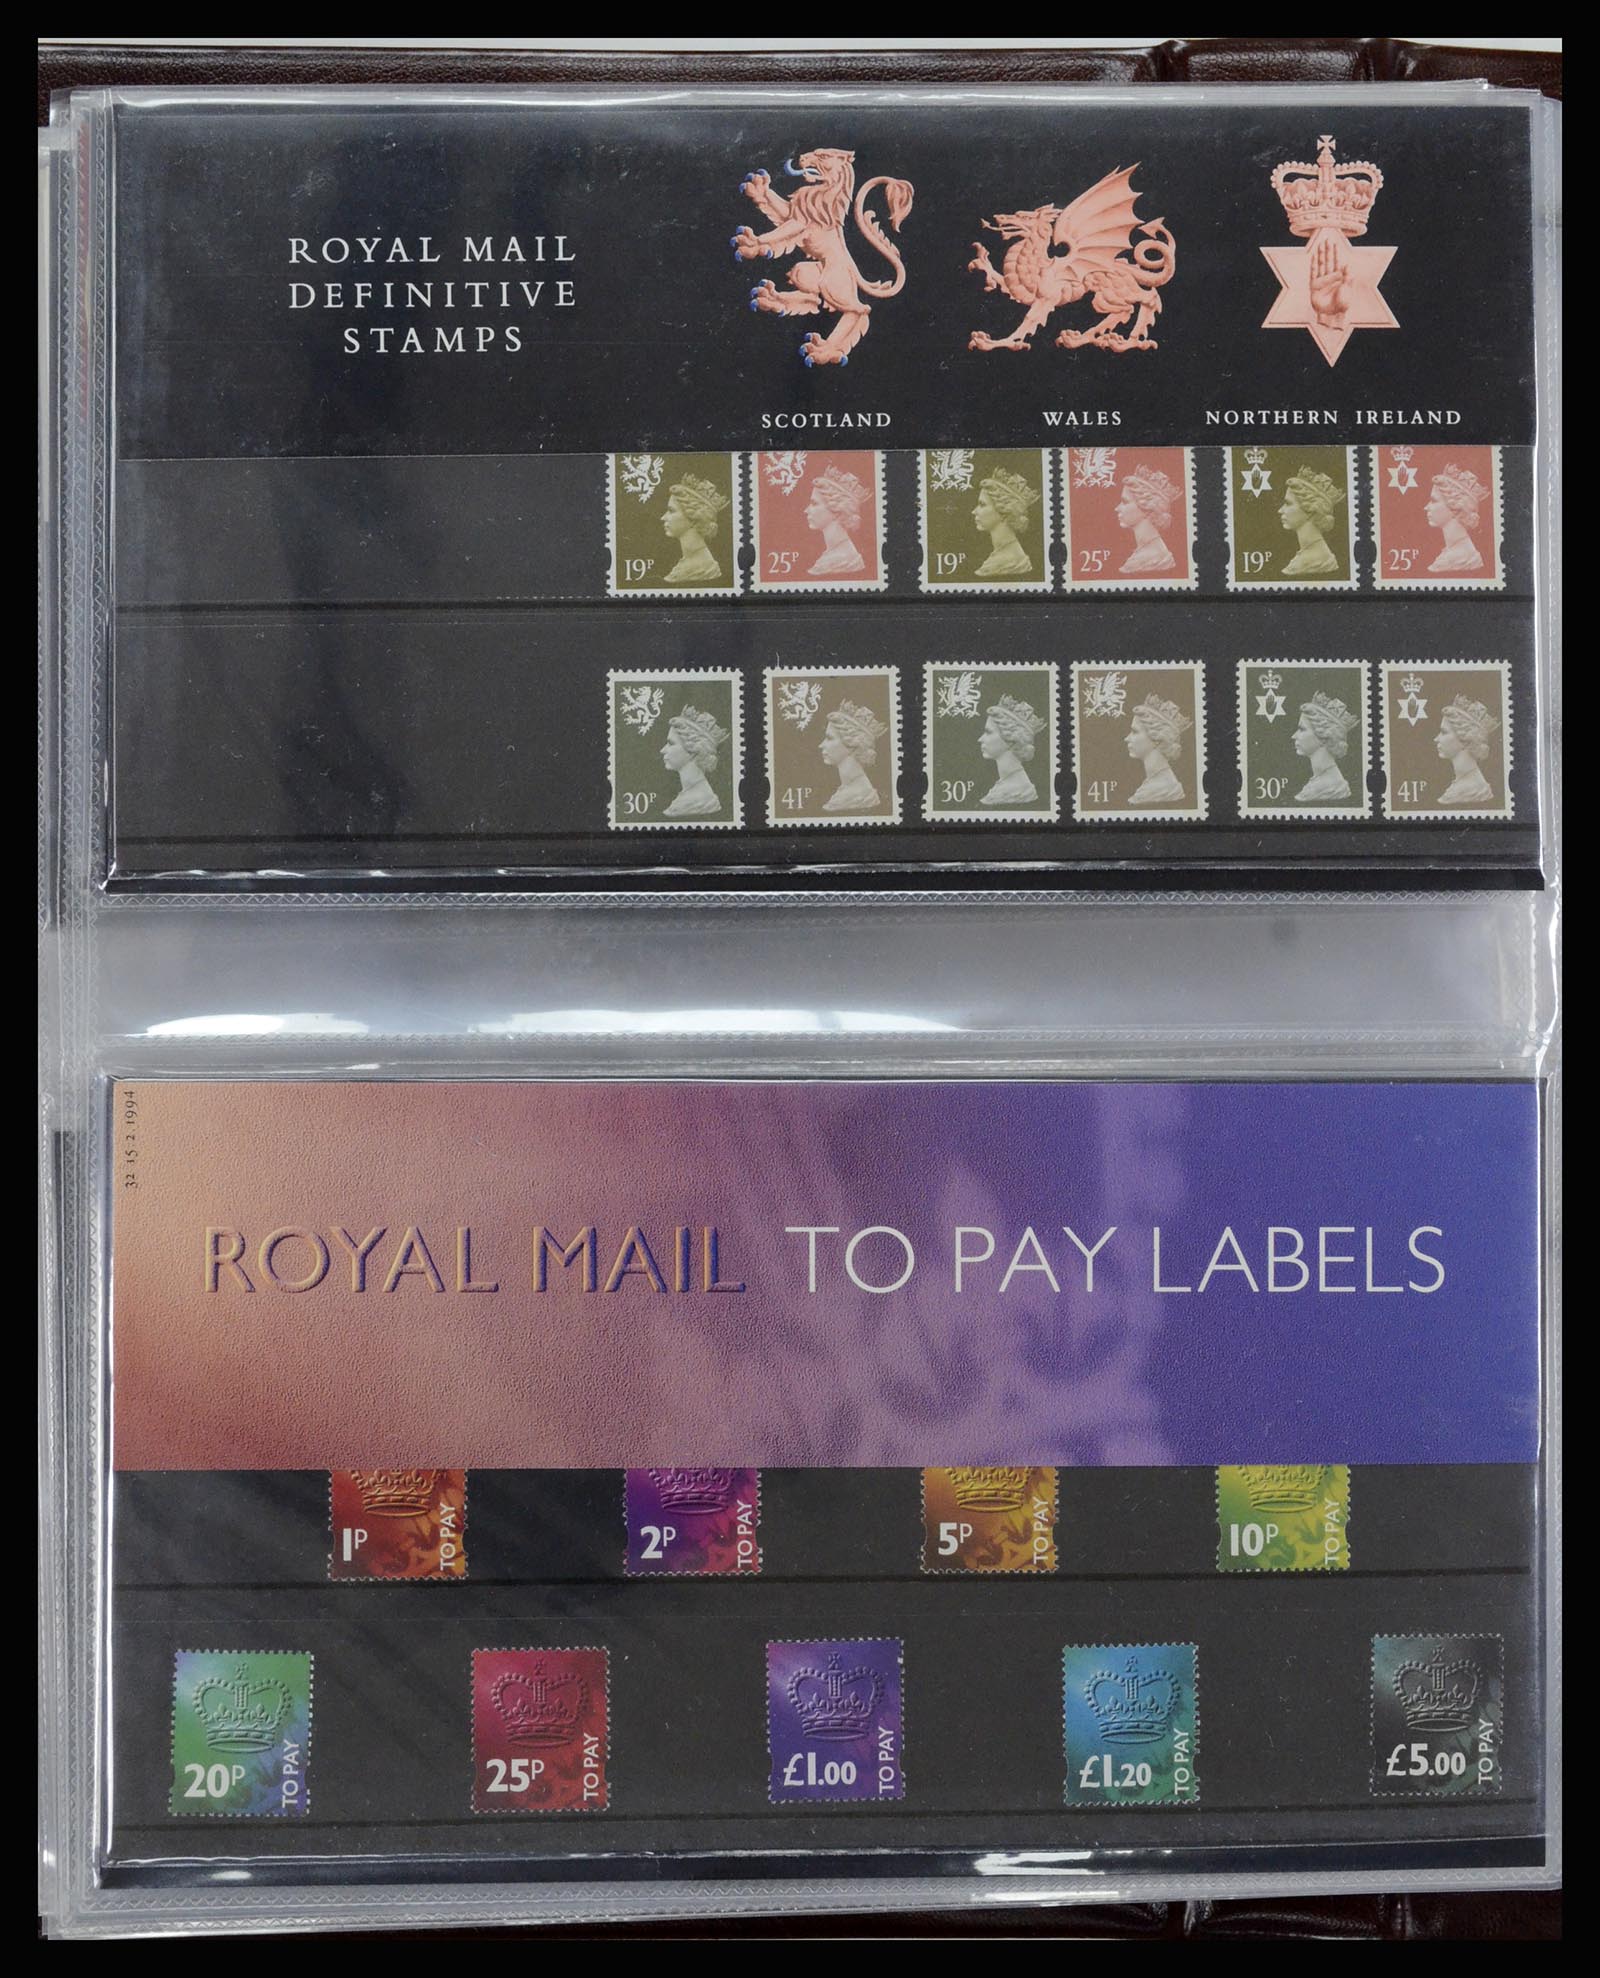 ROYAL MAIL
DEFINITIVE
STAMPS
SCOTLAND WALES NORTHERN IRELAND
19P 25P 19P 25P 19P 25P
30P 41P 30P 41P 30P 41P
32 15:2 1994
ROYAL MAIL TO PAY LABELS
1P TO PAY 2P TO PAY 5P TO PAY 10P TO PAY
20P TO PAY 25P TO PAY £1.00 TO PAY £1.20 TO PAY £5.00 TO PAY